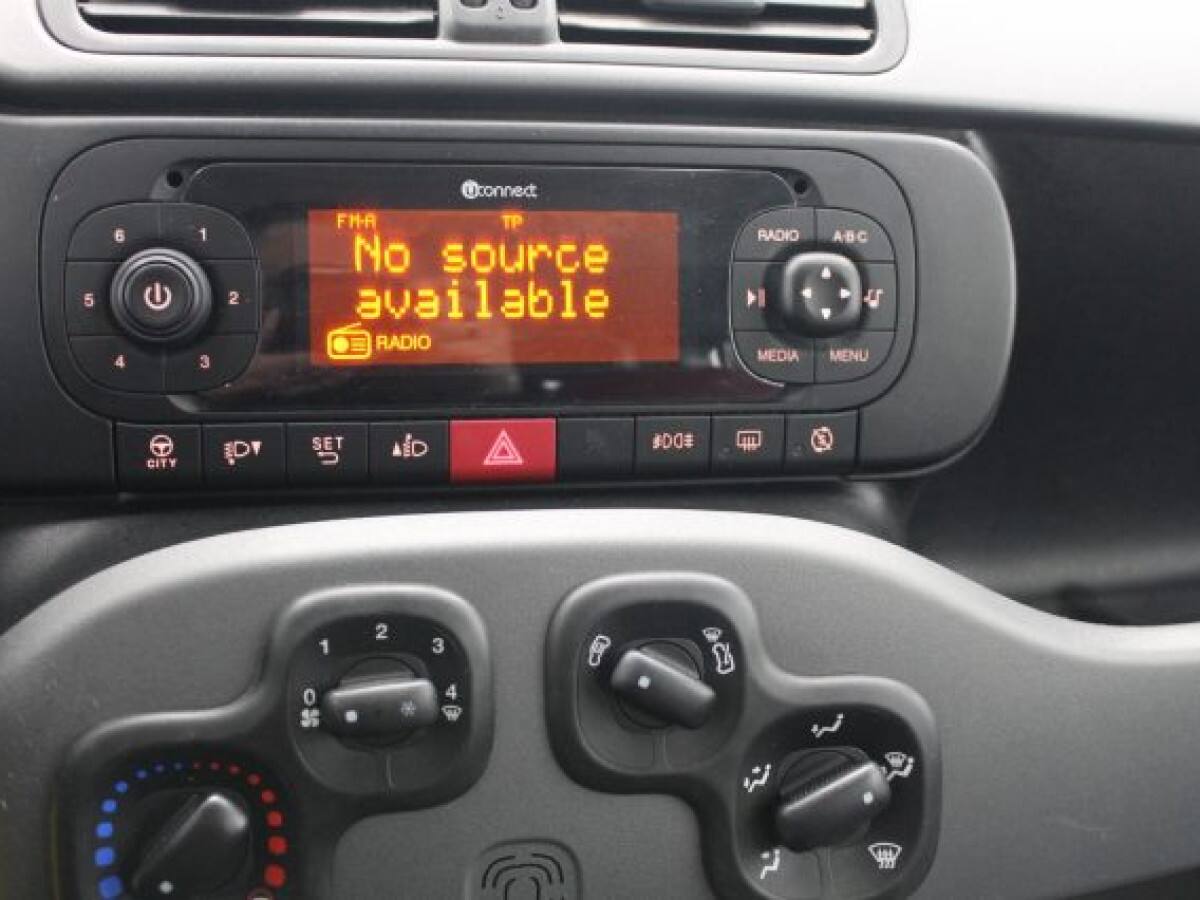 uconnect
FM-A TP
No source
available
RADIO
6 1
5 2
4 3
RADIO A·B·C
MEDIA MENU
CITY
SET
0 1 2 3 4